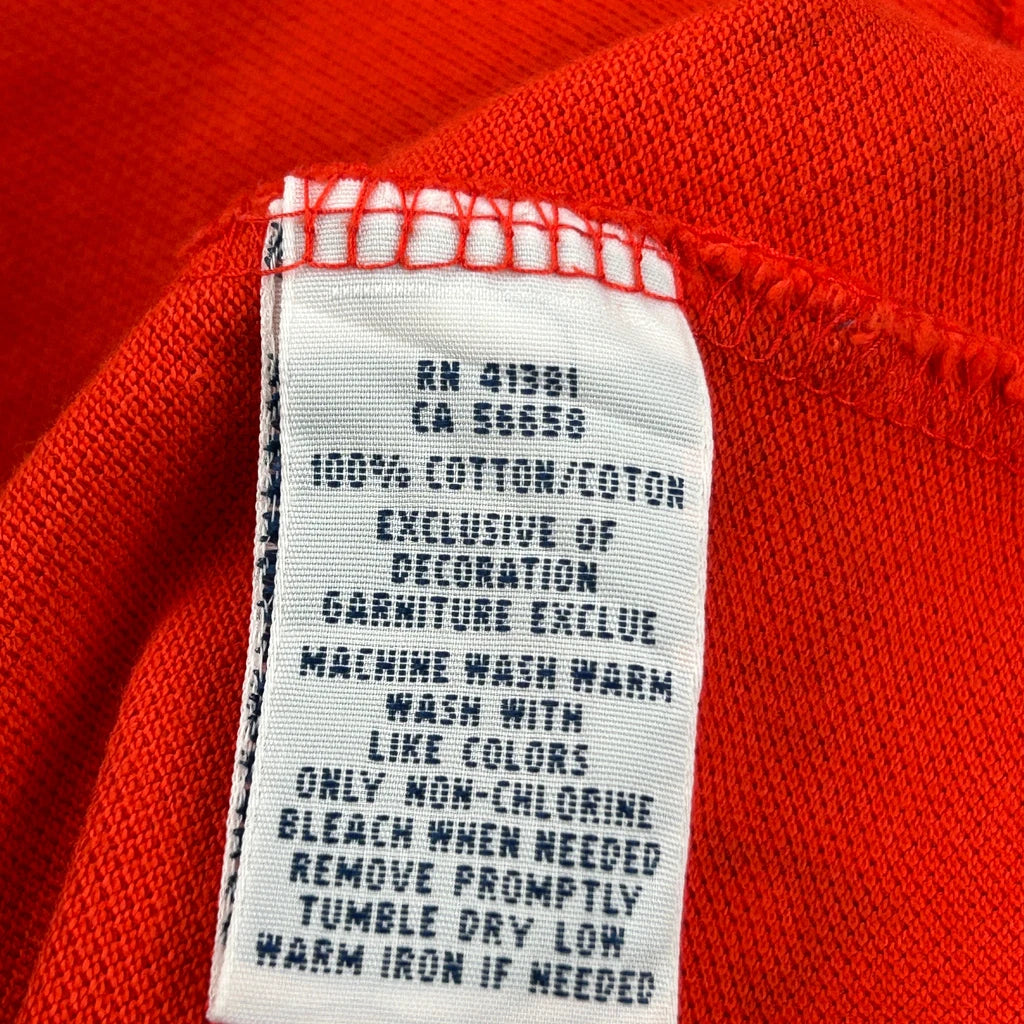 RN 41381
CA 56658
100% COTTON/COTON
EXCLUSIVE OF
DECORATION
GARNITURE EXCLUE
MACHINE WASH WARM
WASH WITH
LIKE COLORS
ONLY NON-CHLORINE
BLEACH WHEN NEEDED
REMOVE PROMPTLY
TUMBLE DRY LOW
WARM IRON IF NEEDED